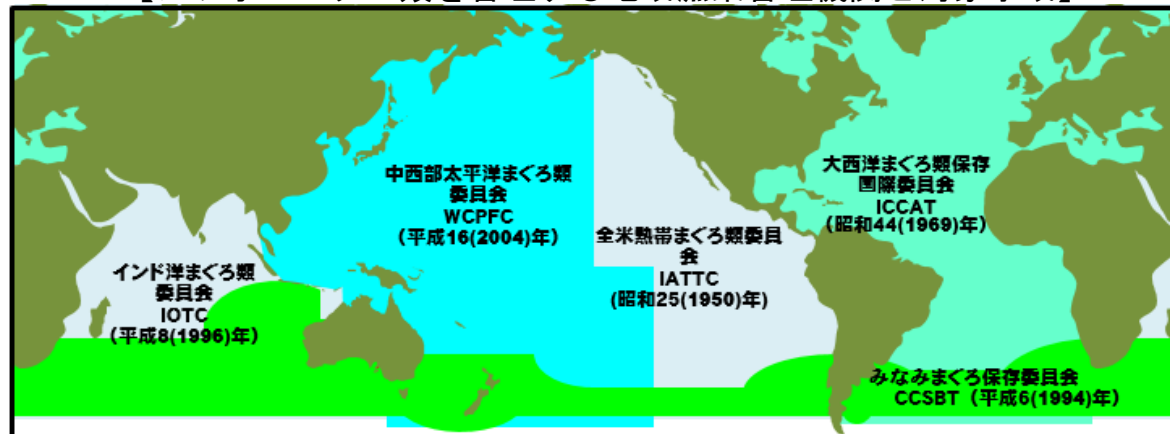 中西部太平洋まぐろ類
委員会
WCPFC
（平成16(2004)年）
大西洋まぐろ類保存
国際委員会
ICCAT
（昭和44(1969)年）
全米熱帯まぐろ類委員
会
IATTC
(昭和25(1950)年)
インド洋まぐろ類
委員会
IOTC
（平成8(1996)年）
みなみまぐろ保存委員会
CCSBT（平成6(1994)年）